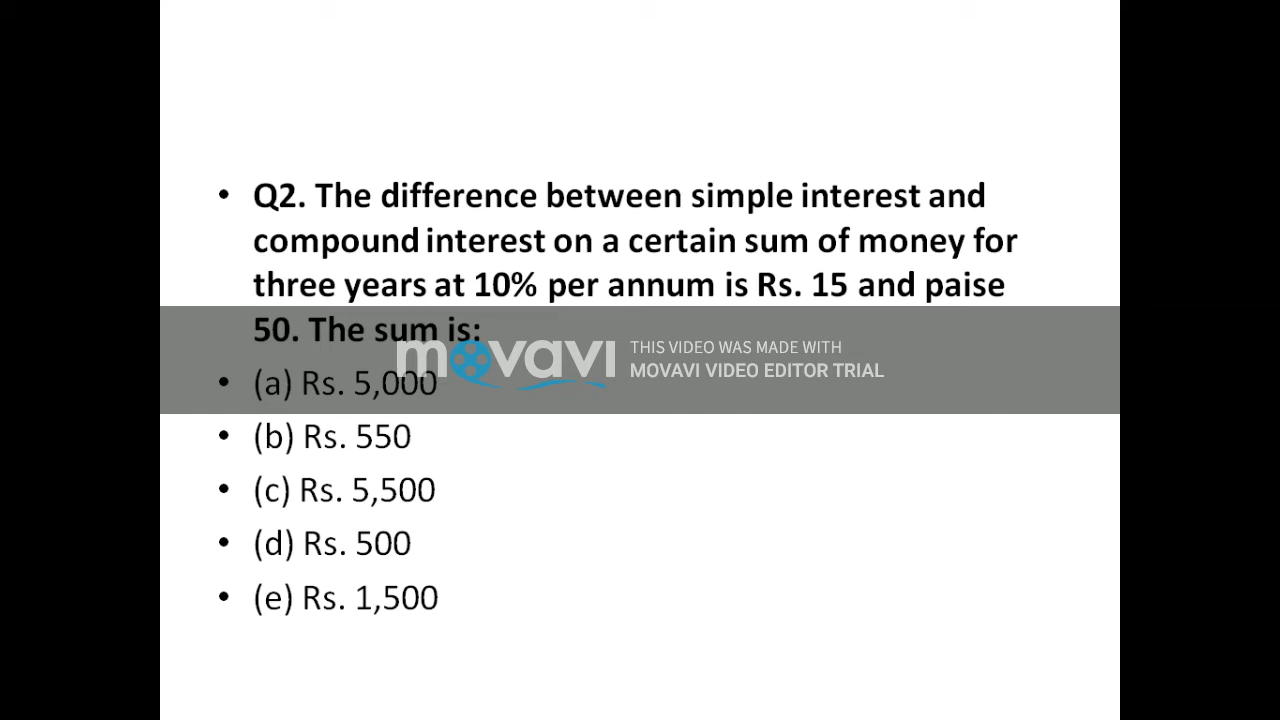 • Q2. The difference between simple interest and
compound interest on a certain sum of money for
three years at 10% per annum is Rs. 15 and paise
50. The sum is:
movavi
THIS VIDEO WAS MADE WITH
MOVAVI VIDEO EDITOR TRIAL
• (a) Rs. 5,000
• (b) Rs. 550
• (c) Rs. 5,500
• (d) Rs. 500
• (e) Rs. 1,500